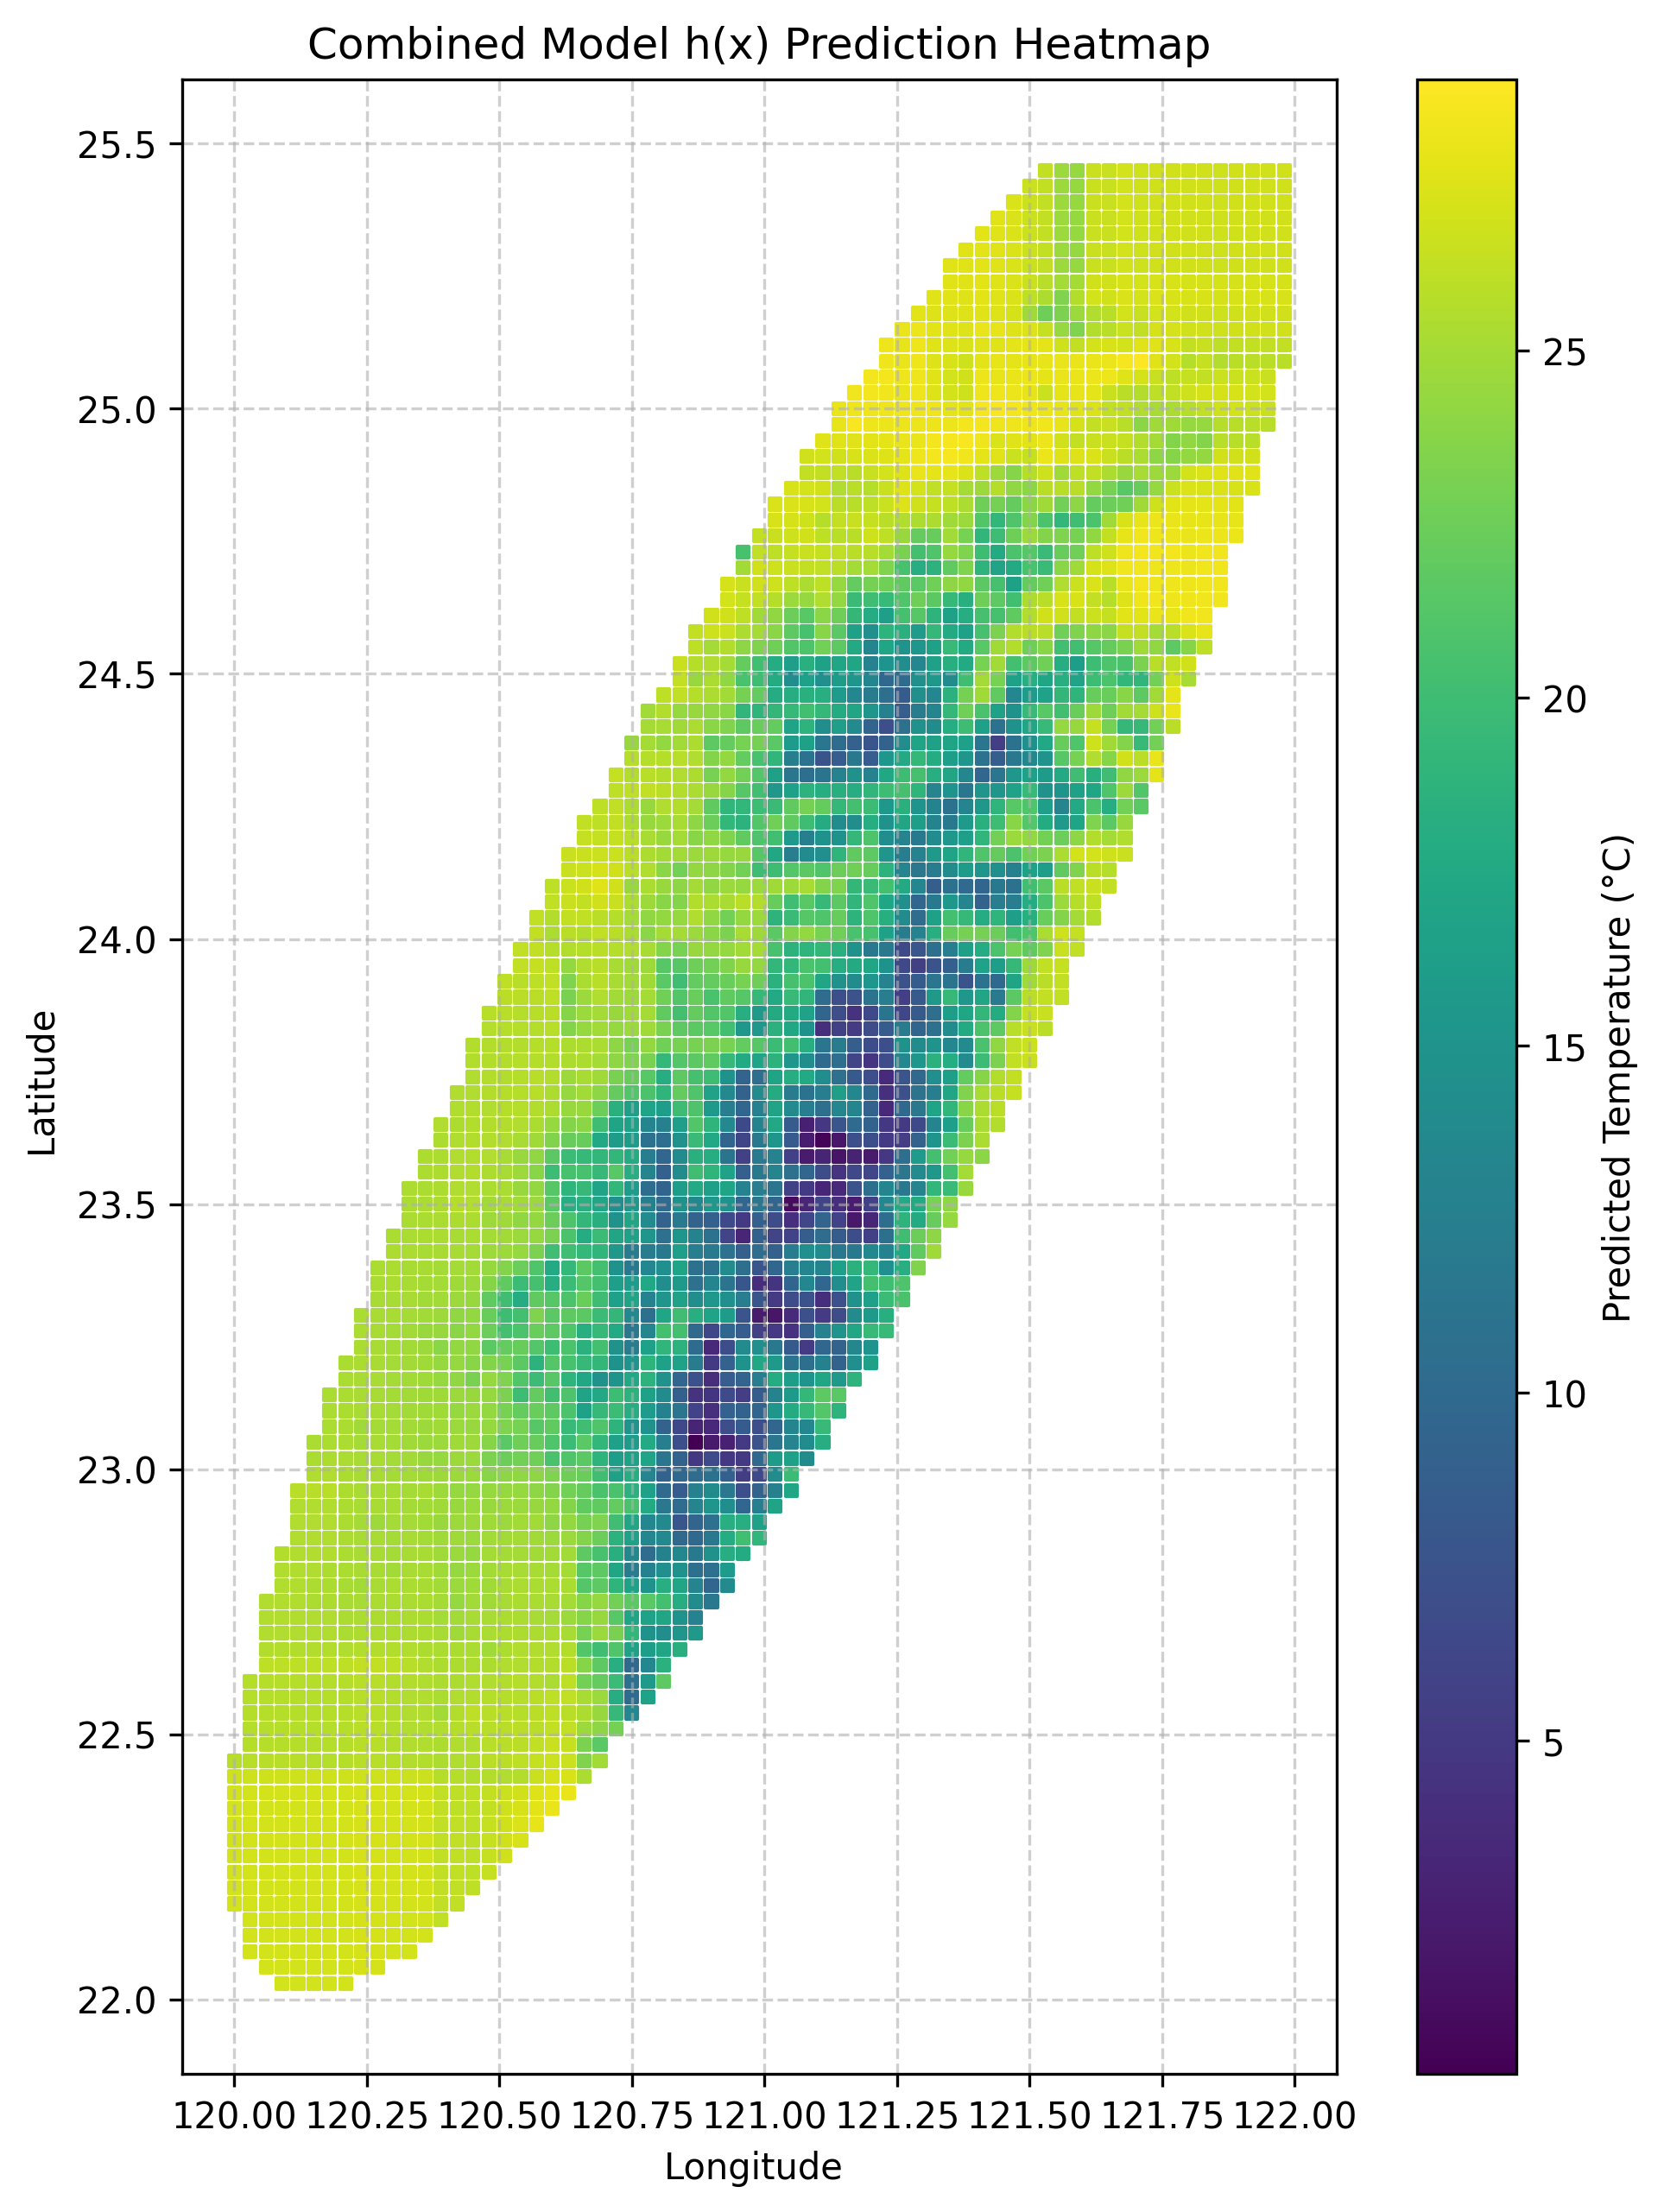 Combined Model h(x) Prediction Heatmap
25.5
25.0
24.5
24.0
23.5
23.0
22.5
22.0
Latitude
120.00 120.25 120.50 120.75 121.00 121.25 121.50 121.75 122.00
Longitude
25
20
15
10
5
Predicted Temperature (°C)